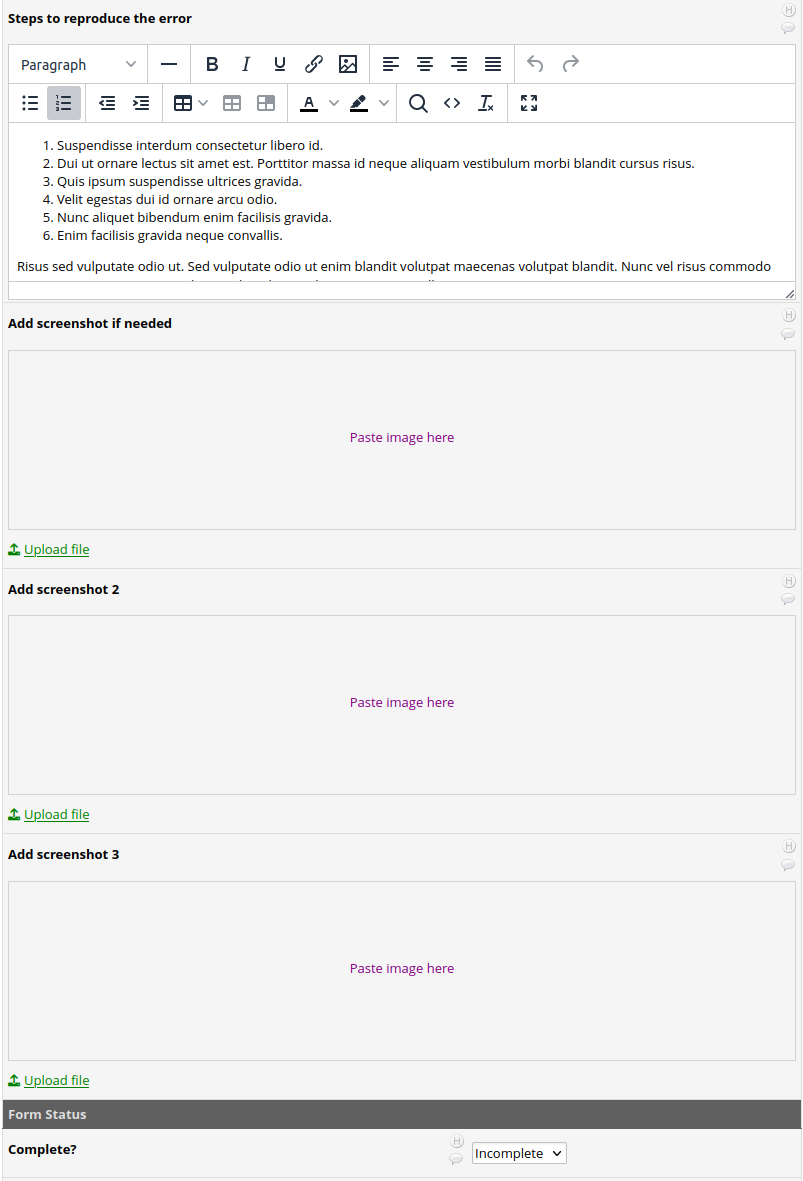 Steps to reproduce the error
H
Paragraph
B I U
A
1. Suspendisse interdum consectetur libero id.
2. Dui ut ornare lectus sit amet est. Porttitor massa id neque aliquam vestibulum morbi blandit cursus risus.
3. Quis ipsum suspendisse ultrices gravida.
4. Velit egestas dui id ornare arcu odio.
5. Nunc aliquet bibendum enim facilisis gravida.
6. Enim facilisis gravida neque convallis.
Risus sed vulputate odio ut. Sed vulputate odio ut enim blandit volutpat maecenas volutpat blandit. Nunc vel risus commodo
Add screenshot if needed
H
Paste image here
Upload file
Add screenshot 2
H
Paste image here
Upload file
Add screenshot 3
H
Paste image here
Upload file
Form Status
Complete?
H
Incomplete